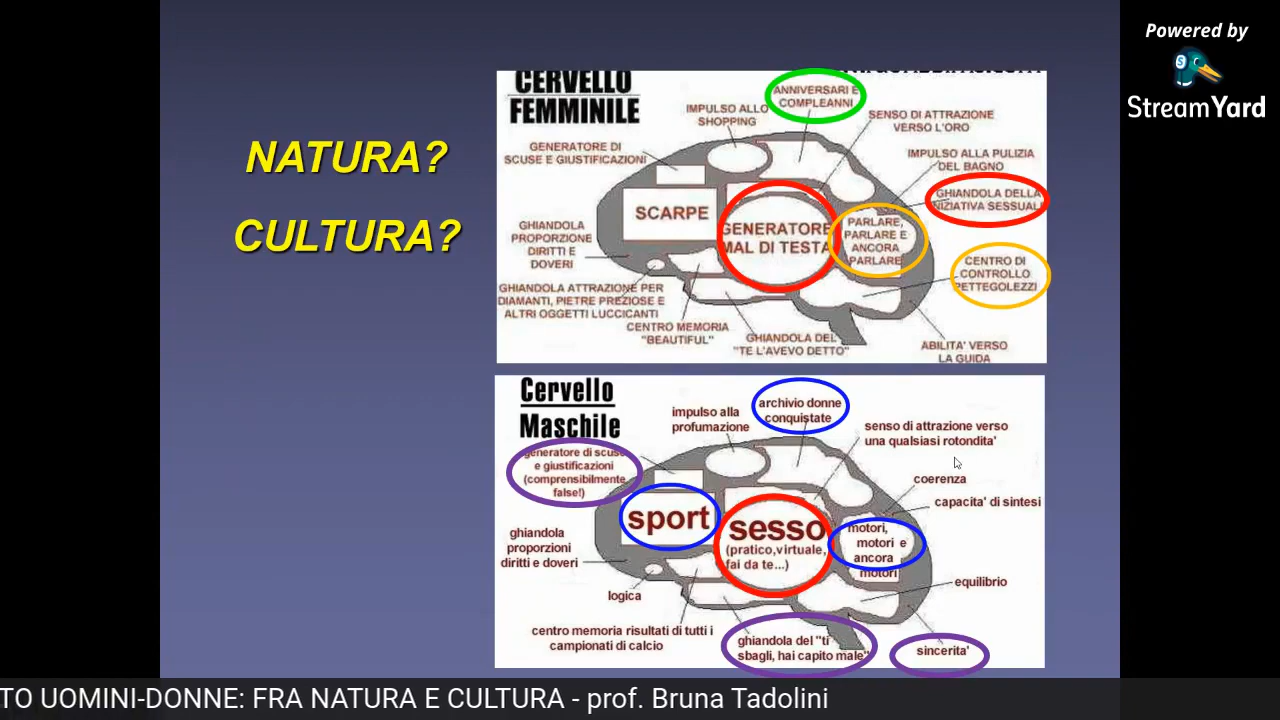 Powered by
StreamYard
NATURA?
CULTURA?
CERVELLO
FEMMINILE
ANNIVERSARI E
COMPLEANNI
IMPULSO ALLO
SHOPPING
SENSO DI ATTRAZIONE
VERSO L'ORO
GENERATORE DI
SCUSE E GIUSTIFICAZIONI
IMPULSO ALLA PULIZIA
DEL BAGNO
GHIANDOLA DELLA
INIZIATIVA SESSUALE
SCARPE
GENERATORE
MAL DI TESTA
PARLARE,
PARLARE E
ANCORA
PARLARE
GHIANDOLA
PROPORZIONE
DIRITTI E
DOVERI
CENTRO DI
CONTROLLO
PETTEGOLEZZI
GHIANDOLA ATTRAZIONE PER
DIAMANTI, PIETRE PREZIOSE E
ALTRI OGGETTI LUCCICANTI
CENTRO MEMORIA
"BEAUTIFUL"
GHIANDOLA DEL
"TE L'AVEVO DETTO"
ABILITA' VERSO
LA GUIDA
Cervello
Maschile
impulso alla
profumazione
archivio donne
conquistate
senso di attrazione verso
una qualsiasi rotondita'
generatore di scuse
e giustificazioni
(comprensibilmente
false!)
coerenza
capacita' di sintesi
sport
sesso
(pratico,virtuale,
fai da te...)
motori,
motori e
ancora
motori
ghiandola
proporzioni
diritti e doveri
equilibrio
logica
centro memoria risultati di tutti i
campionati di calcio
ghiandola del "ti
sbagli, hai capito male"
sincerita'
TO UOMINI-DONNE: FRA NATURA E CULTURA - prof. Bruna Tadolini